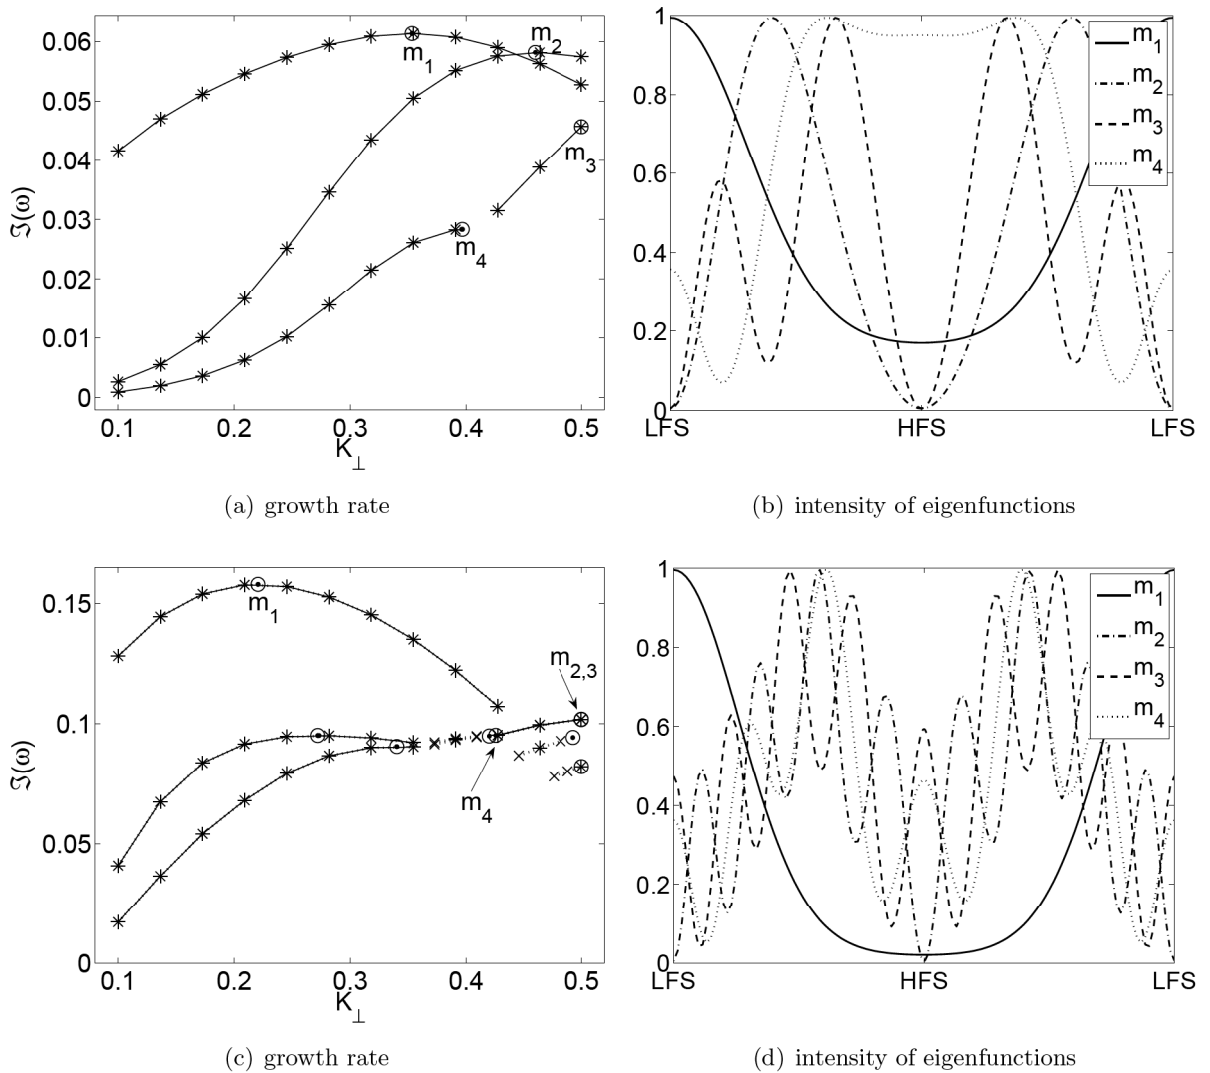 0.06
0.05
0.04
0.03
0.02
0.01
0
ℑ(ω)
m1
m2
m3
m4
0.1 0.2 0.3 0.4 0.5
K⊥
(a) growth rate
1
0.8
0.6
0.4
0.2
0
m1
m2
m3
m4
LFS HFS LFS
(b) intensity of eigenfunctions
0.15
0.1
0.05
0
ℑ(ω)
m1
m2,3
m4
0.1 0.2 0.3 0.4 0.5
K⊥
(c) growth rate
1
0.8
0.6
0.4
0.2
0
m1
m2
m3
m4
LFS HFS LFS
(d) intensity of eigenfunctions